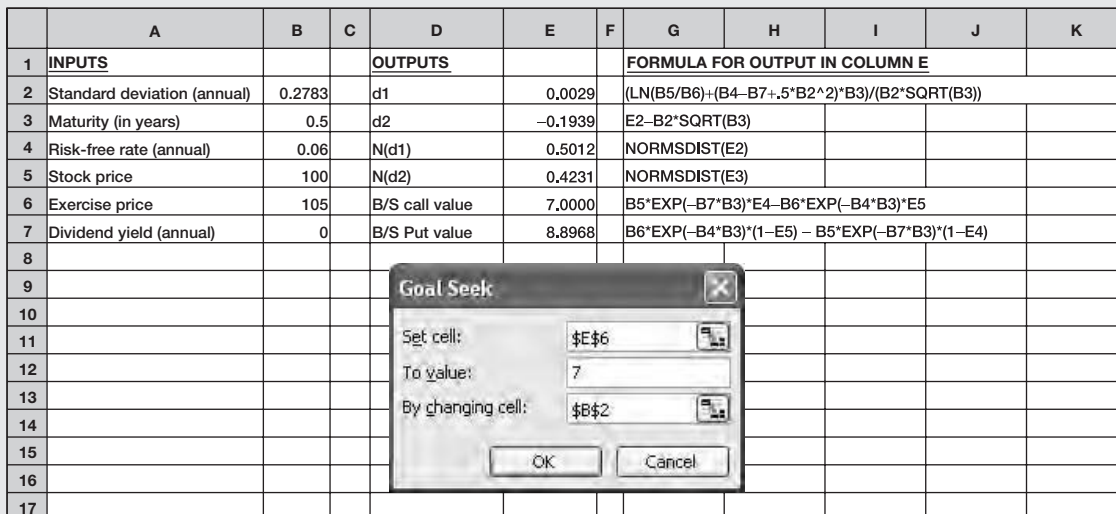 A B C D E F G H I J K
1 INPUTS OUTPUTS FORMULA FOR OUTPUT IN COLUMN E
2 Standard deviation (annual) 0.2783 d1 0.0029 (LN(B5/B6)+(B4–B7+.5*B2^2)*B3)/(B2*SQRT(B3))
3 Maturity (in years) 0.5 d2 –0.1939 E2–B2*SQRT(B3)
4 Risk-free rate (annual) 0.06 N(d1) 0.5012 NORMSDIST(E2)
5 Stock price 100 N(d2) 0.4231 NORMSDIST(E3)
6 Exercise price 105 B/S call value 7.0000 B5*EXP(–B7*B3)*E4–B6*EXP(–B4*B3)*E5
7 Dividend yield (annual) 0 B/S Put value 8.8968 B6*EXP(–B4*B3)*(1–E5) – B5*EXP(–B7*B3)*(1–E4)
8
9
10
11
12
13
14
15
16
17
Goal Seek
Set cell: $E$6
To value: 7
By changing cell: $B$2
OK Cancel